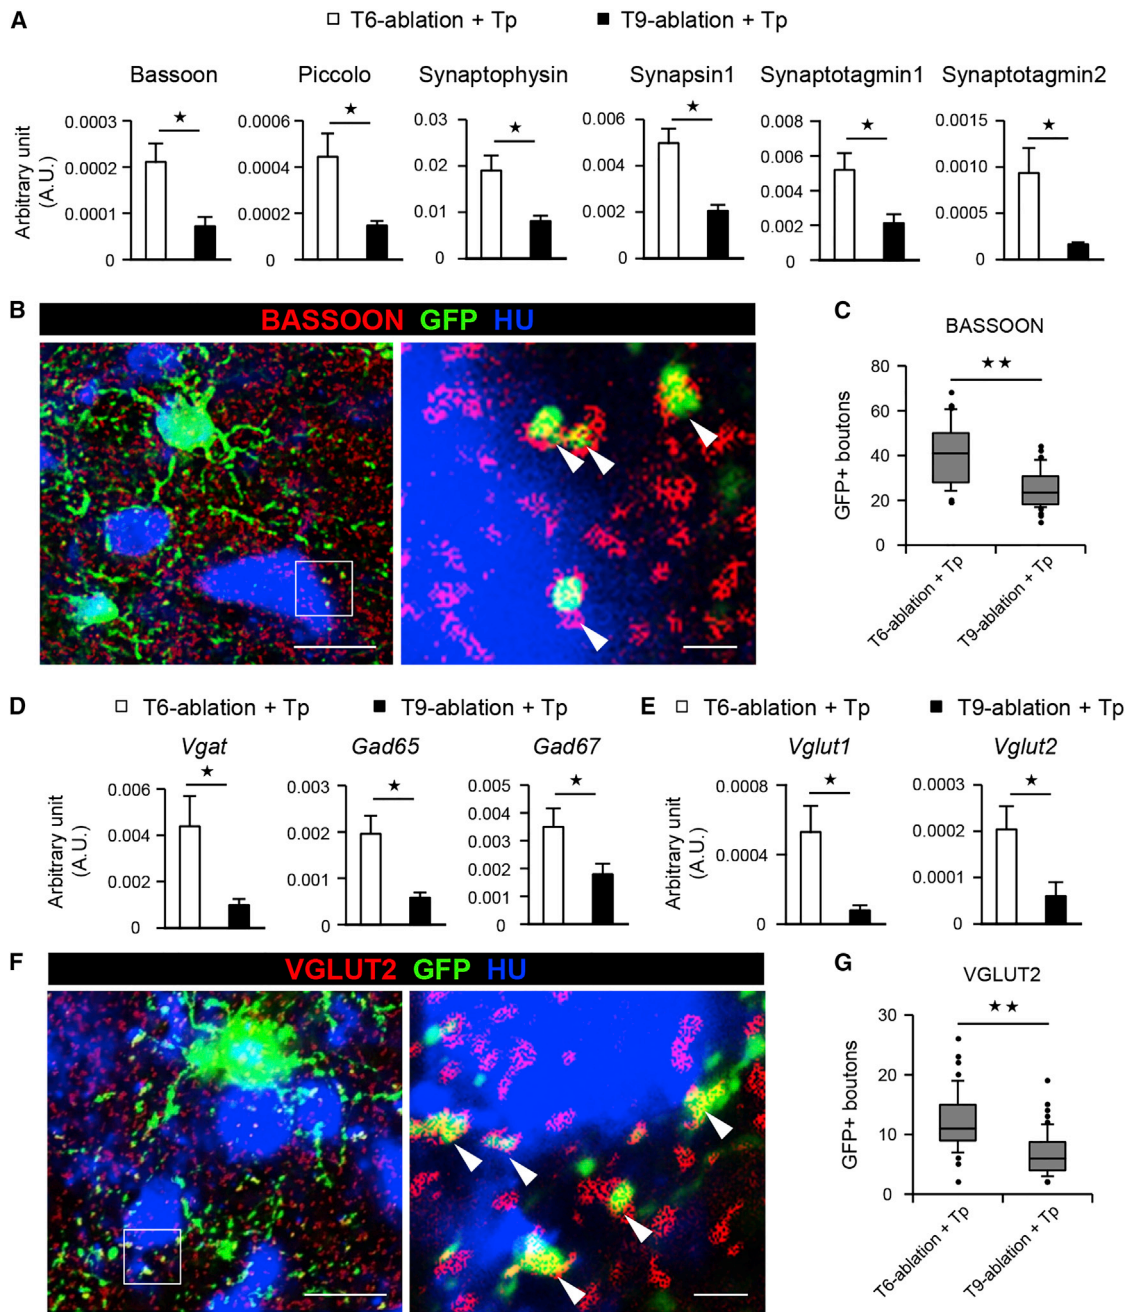 A
T6-ablation + Tp T9-ablation + Tp
Bassoon Piccolo Synaptophysin Synapsin1 Synaptotagmin1 Synaptotagmin2
Arbitrary unit
(A.U.)
0.0003
0.0002
0.0001
0
0.0006
0.0004
0.0002
0
0.03
0.02
0.01
0
0.006
0.004
0.002
0
0.008
0.006
0.004
0.002
0
0.0015
0.0010
0.0005
0
★ ★ ★ ★ ★ ★
B
BASSOON GFP HU
C
BASSOON
★★
GFP+ boutons
80
60
40
20
0
T6-ablation + Tp
T9-ablation + Tp
D
T6-ablation + Tp T9-ablation + Tp
Vgat Gad65 Gad67
Arbitrary unit
(A.U.)
0.006
0.004
0.002
0
0.003
0.002
0.001
0
0.005
0.004
0.003
0.002
0.001
0
★ ★ ★
E
T6-ablation + Tp T9-ablation + Tp
Vglut1 Vglut2
Arbitrary unit
(A.U.)
0.0008
0.0004
0
0.0003
0.0002
0.0001
0
★ ★
F
VGLUT2 GFP HU
G
VGLUT2
★★
GFP+ boutons
30
20
10
0
T6-ablation + Tp
T9-ablation + Tp